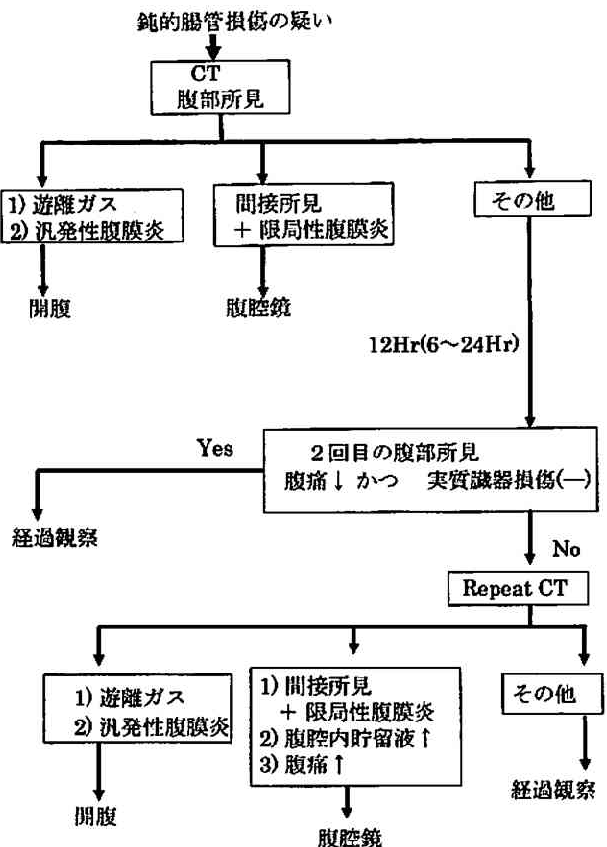 鈍的腸管損傷の疑い
CT
腹部所見
1) 遊離ガス
2) 汎発性腹膜炎
間接所見
+ 限局性腹膜炎
その他
開腹
腹腔鏡
12Hr(6～24Hr)
Yes
2回目の腹部所見
腹痛↓ かつ 実質臓器損傷(—)
経過観察
No
Repeat CT
1) 遊離ガス
2) 汎発性腹膜炎
1) 間接所見
+ 限局性腹膜炎
2) 腹腔内貯留液↑
3) 腹痛↑
その他
開腹
腹腔鏡
経過観察